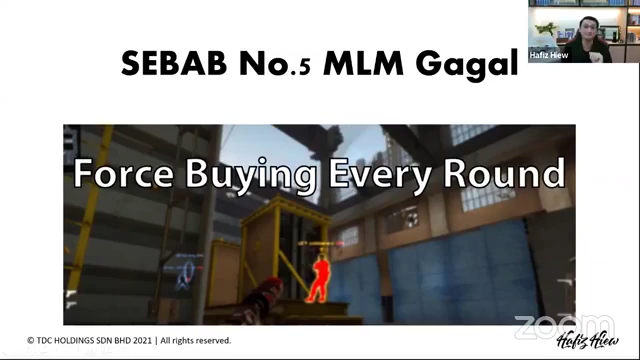 SEBAB No.5 MLM Gagal
Hafiz Hiew
Force Buying Every Round
zoom
© TDC HOLDINGS SDN BHD 2021 | All rights reserved.
Hafiz Hiew